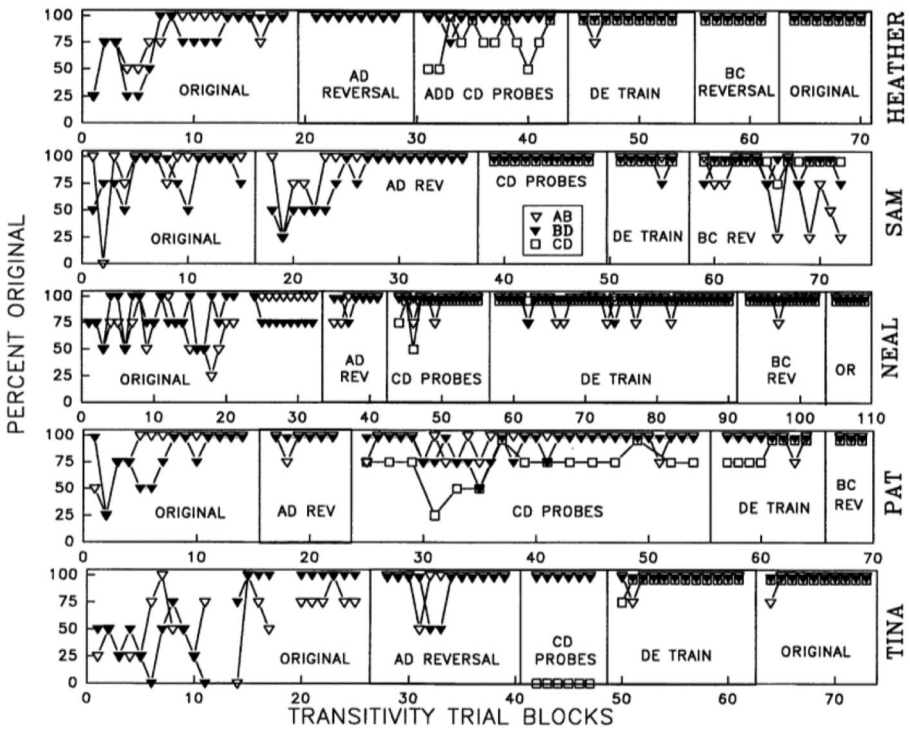 PERCENT ORIGINAL
100
75
50
25
0
ORIGINAL
AD
REVERSAL
ADD CD PROBES
DE TRAIN
BC
REVERSAL
ORIGINAL
HEATHER
0 10 20 30 40 50 60 70
100
75
50
25
0
ORIGINAL
AD REV
CD PROBES
AB
BD
CD
DE TRAIN
BC REV
SAM
0 10 20 30 40 50 60 70
100
75
50
25
0
ORIGINAL
AD
REV
CD PROBES
DE TRAIN
BC
REV
OR
NEAL
0 10 20 30 40 50 60 70 80 90 100 110
100
75
50
25
0
ORIGINAL
AD REV
CD PROBES
DE TRAIN
BC
REV
PAT
0 10 20 30 40 50 60 70
100
75
50
25
0
ORIGINAL
AD REVERSAL
CD
PROBES
DE TRAIN
ORIGINAL
TINA
0 10 20 30 40 50 60 70
TRANSITIVITY TRIAL BLOCKS